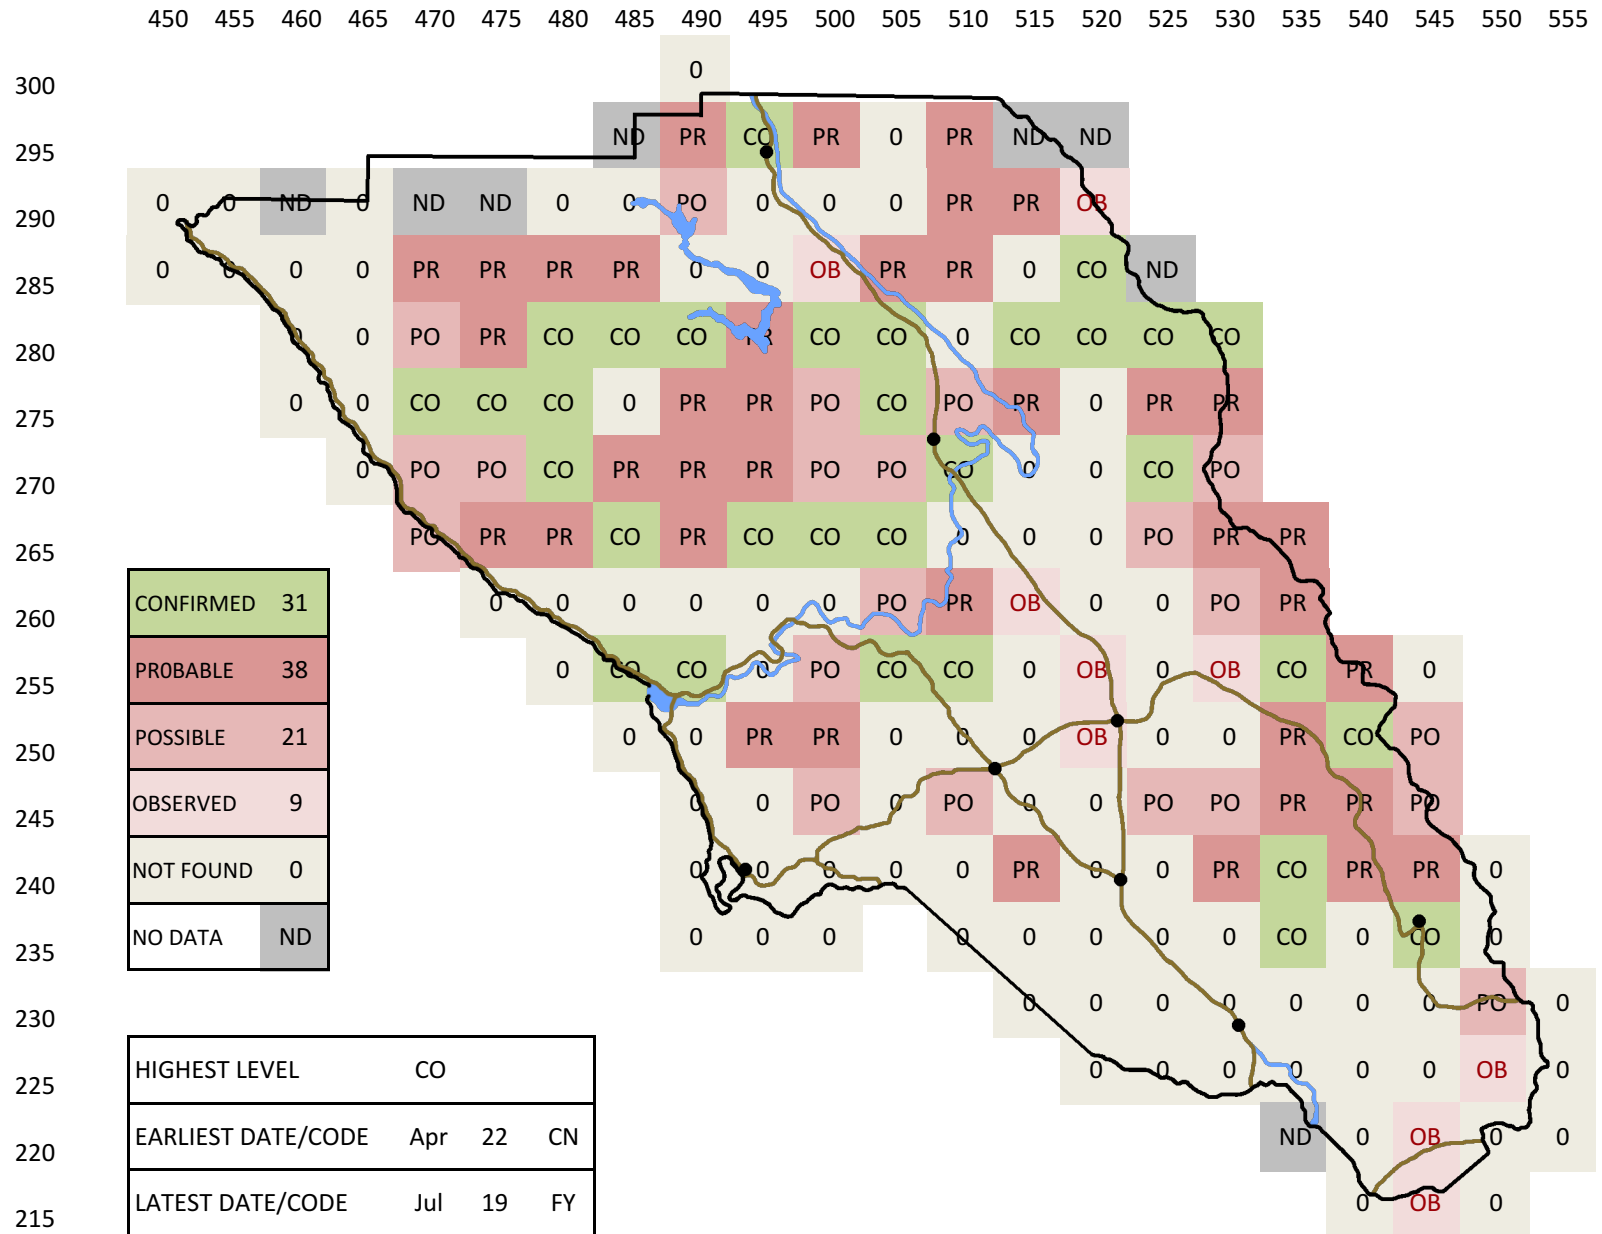 450 455 460 465 470 475 480 485 490 495 500 505 510 515 520 525 530 535 540 545 550 555
0
300
ND PR CO PR 0 PR ND ND
295
0 0 ND 0 ND ND 0 0 PO 0 0 0 PR PR OB
290
0 0 0 0 PR PR PR PR 0 0 OB PR PR 0 CO ND
285
0 0 PO PR CO CO CO PR CO CO 0 CO CO CO CO
280
0 0 CO CO CO 0 PR PR PO CO PO PR 0 PR PR
275
0 PO PO CO PR PR PR PO PO CO 0 0 CO PO
270
PO PR PR CO PR CO CO CO 0 0 0 PO PR PR
265
0 0 0 0 0 0 PO PR OB 0 0 PO PR
260
0 CO CO 0 PO CO CO 0 OB 0 OB CO PR 0
255
0 0 PR PR 0 0 0 OB 0 0 PR CO PO
250
0 0 PO 0 PO 0 0 PO PO PR PR PO
245
0 0 0 0 0 PR 0 0 PR CO PR PR 0
240
0 0 0 0 0 0 0 0 CO 0 CO 0
235
0 0 0 0 0 0 0 PO 0
230
0 0 0 0 0 0 OB 0
225
ND 0 OB 0 0
220
0 OB 0
215
CONFIRMED 31
PR0BABLE 38
POSSIBLE 21
OBSERVED 9
NOT FOUND 0
NO DATA ND
HIGHEST LEVEL CO
EARLIEST DATE/CODE Apr 22 CN
LATEST DATE/CODE Jul 19 FY